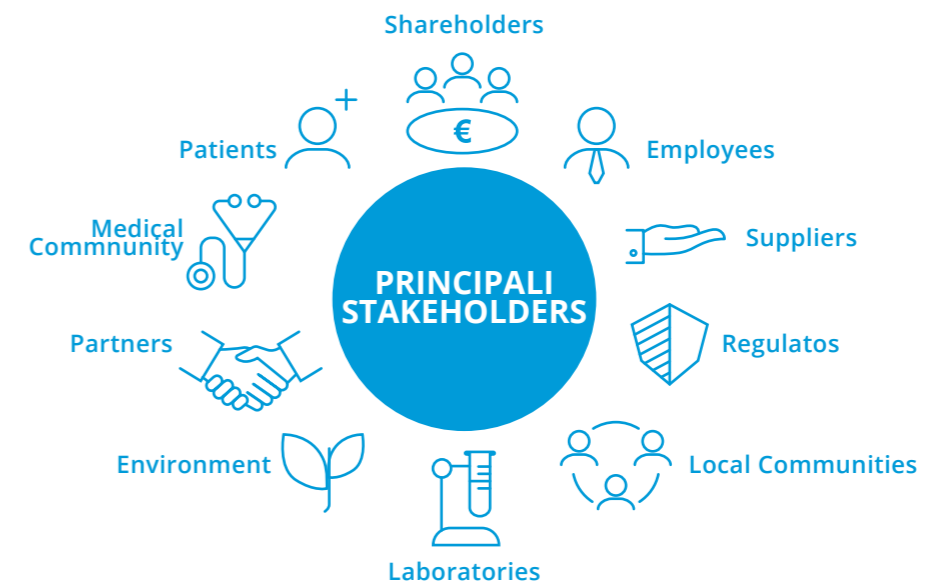 Shareholders
€
Patients
Employees
Medical
Commnunity
Suppliers
PRINCIPALI
STAKEHOLDERS
Partners
Regulatos
Environment
Local Communities
Laboratories